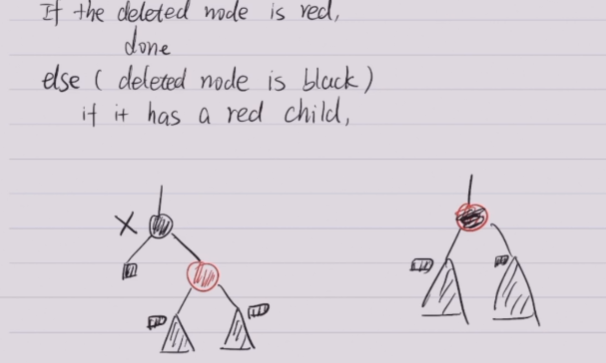 If the deleted node is red,
done
else ( deleted node is black )
if it has a red child,
X